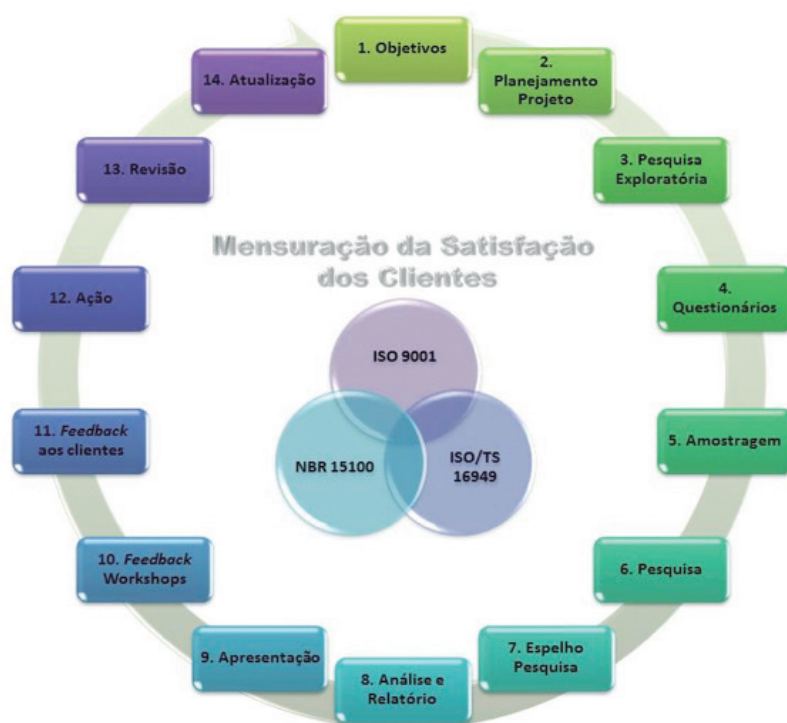 1. Objetivos
2.
Planejamento
Projeto
3. Pesquisa
Exploratória
4.
Questionários
5. Amostragem
6. Pesquisa
7. Espelho
Pesquisa
8. Análise e
Relatório
9. Apresentação
10. Feedback
Workshops
11. Feedback
aos clientes
12. Ação
13. Revisão
14. Atualização
Mensuração da Satisfação
dos Clientes
ISO 9001
NBR 15100
ISO/TS
16949